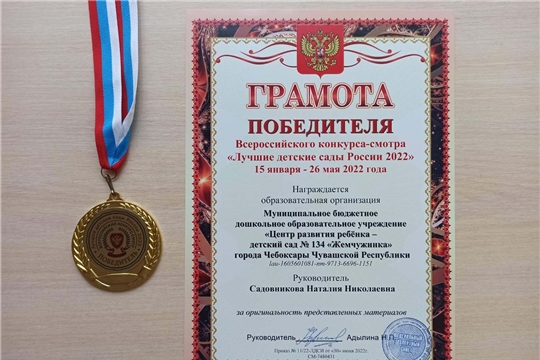 ГРАМОТА
ПОБЕДИТЕЛЯ
Всероссийского конкурса-смотра
«Лучшие детские сады России 2022»
15 января - 26 мая 2022 года
Награждается
образовательная организация
Муниципальное бюджетное
дошкольное образовательное учреждение
«Центр развития ребёнка –
детский сад № 134 «Жемчужинка»
города Чебоксары Чувашской Республики
Руководитель
Садовникова Наталия Николаевна
за оригинальность представленных материалов
Руководитель Адылина Н.П.
ПОБЕДИТЕЛЬ